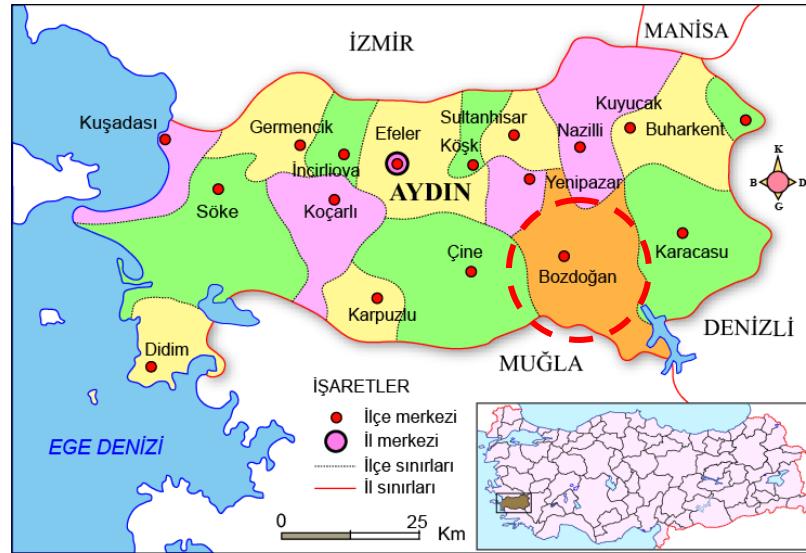 MANİSA
İZMİR
Kuşadası
Germencik
İncirliova
Efeler
Sultanhisar
Köşk
Kuyucak
Nazilli
Buharkent
AYDIN
Yenipazar
K
B D
G
Söke
Koçarlı
Çine
Bozdoğan
Karacasu
Karpuzlu
Didim
MUĞLA
DENİZLİ
EGE DENİZİ
İŞARETLER
İlçe merkezi
İl merkezi
İlçe sınırları
İl sınırları
0 25 Km